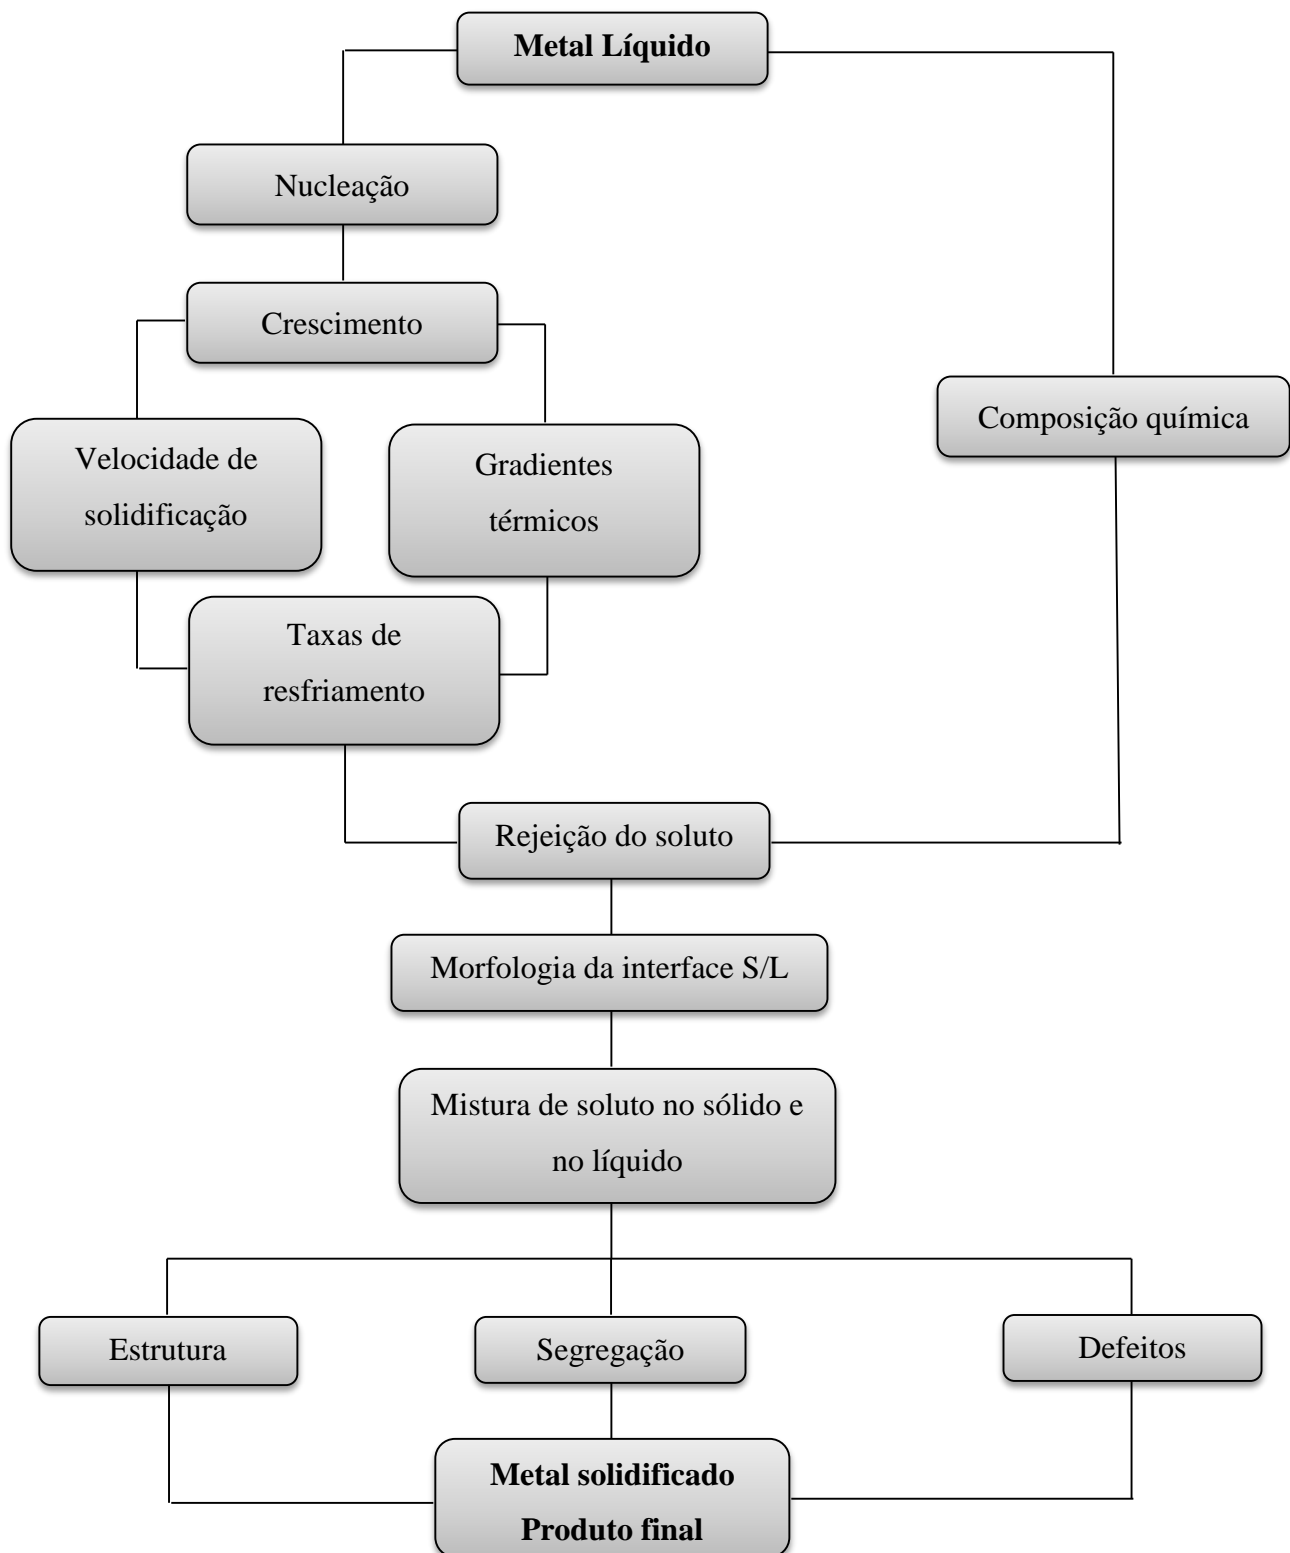 Metal Líquido
Nucleação
Crescimento
Composição química
Velocidade de
solidificação
Gradientes
térmicos
Taxas de
resfriamento
Rejeição do soluto
Morfologia da interface S/L
Mistura de soluto no sólido e
no líquido
Estrutura
Segregação
Defeitos
Metal solidificado
Produto final